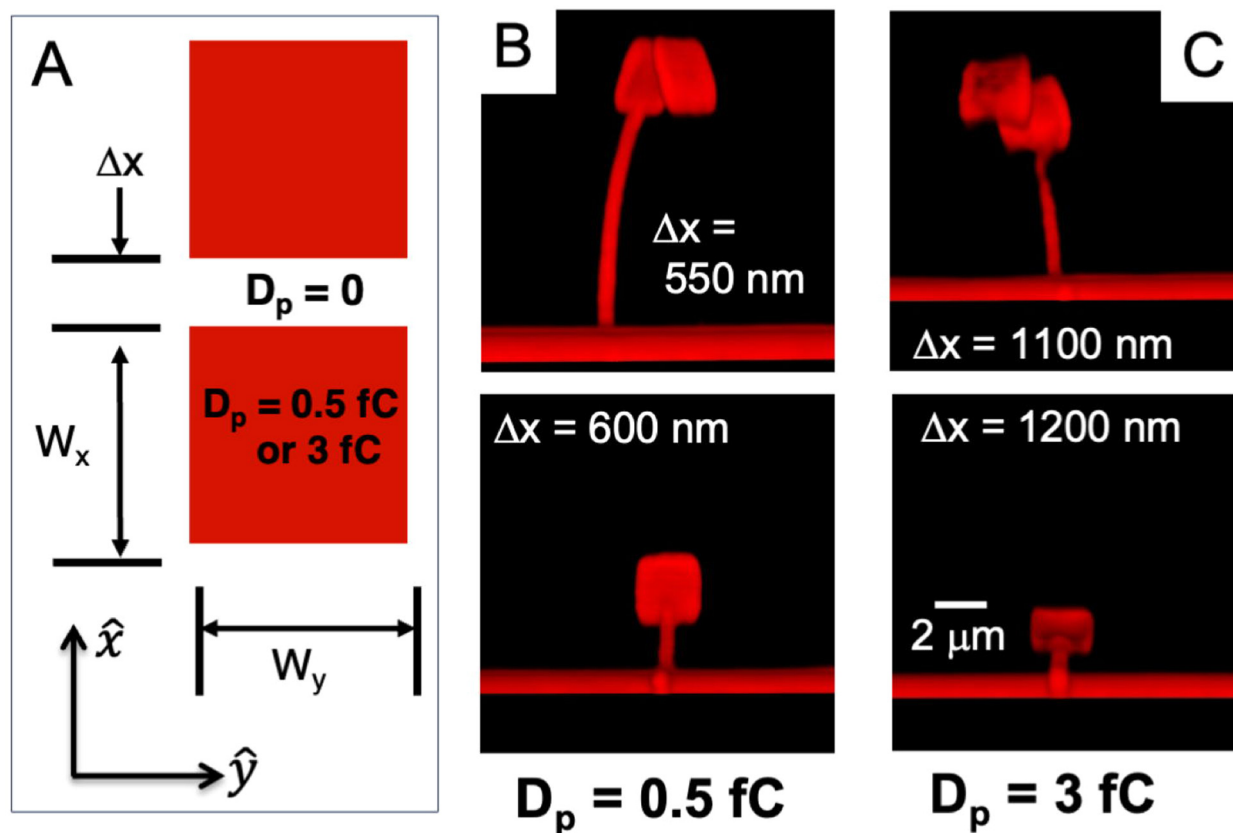 A
Δx
D_p = 0
D_p = 0.5 fC
or 3 fC
W_x
W_y
x̂
ŷ
B
Δx =
550 nm
Δx = 600 nm
D_p = 0.5 fC
C
Δx = 1100 nm
Δx = 1200 nm
2 μm
D_p = 3 fC